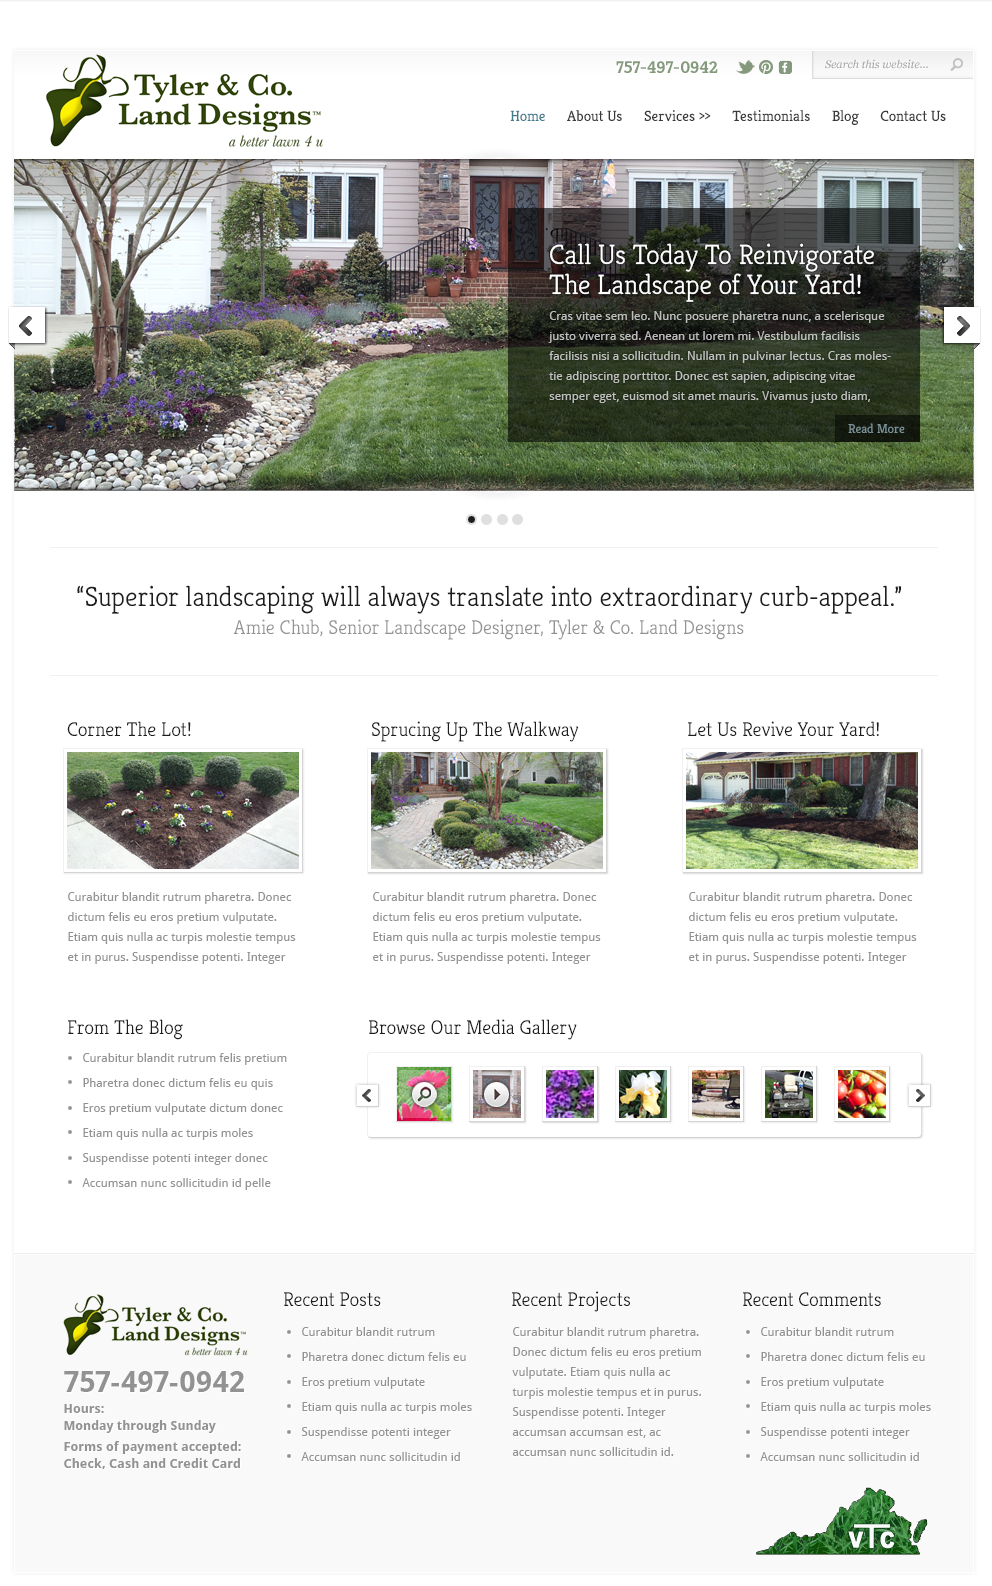 Tyler & Co.
Land Designs™
a better lawn 4 u
757-497-0942
Search this website...
Home About Us Services >> Testimonials Blog Contact Us
Call Us Today To Reinvigorate
The Landscape of Your Yard!
Cras vitae sem leo. Nunc posuere pharetra nunc, a scelerisque
justo viverra sed. Aenean ut lorem mi. Vestibulum facilisis
facilisis nisi a sollicitudin. Nullam in pulvinar lectus. Cras moles-
tie adipiscing porttitor. Donec est sapien, adipiscing vitae
semper eget, euismod sit amet mauris. Vivamus justo diam,
Read More
“Superior landscaping will always translate into extraordinary curb-appeal.”
Amie Chub, Senior Landscape Designer, Tyler & Co. Land Designs
Corner The Lot!
Curabitur blandit rutrum pharetra. Donec
dictum felis eu eros pretium vulputate.
Etiam quis nulla ac turpis molestie tempus
et in purus. Suspendisse potenti. Integer
Sprucing Up The Walkway
Curabitur blandit rutrum pharetra. Donec
dictum felis eu eros pretium vulputate.
Etiam quis nulla ac turpis molestie tempus
et in purus. Suspendisse potenti. Integer
Let Us Revive Your Yard!
Curabitur blandit rutrum pharetra. Donec
dictum felis eu eros pretium vulputate.
Etiam quis nulla ac turpis molestie tempus
et in purus. Suspendisse potenti. Integer
From The Blog
• Curabitur blandit rutrum felis pretium
• Pharetra donec dictum felis eu quis
• Eros pretium vulputate dictum donec
• Etiam quis nulla ac turpis moles
• Suspendisse potenti integer donec
• Accumsan nunc sollicitudin id pelle
Browse Our Media Gallery
Tyler & Co.
Land Designs™
a better lawn 4 u
757-497-0942
Hours:
Monday through Sunday
Forms of payment accepted:
Check, Cash and Credit Card
Recent Posts
• Curabitur blandit rutrum
• Pharetra donec dictum felis eu
• Eros pretium vulputate
• Etiam quis nulla ac turpis moles
• Suspendisse potenti integer
• Accumsan nunc sollicitudin id
Recent Projects
Curabitur blandit rutrum pharetra.
Donec dictum felis eu eros pretium
vulputate. Etiam quis nulla ac
turpis molestie tempus et in purus.
Suspendisse potenti. Integer
accumsan accumsan est, ac
accumsan nunc sollicitudin id.
Recent Comments
• Curabitur blandit rutrum
• Pharetra donec dictum felis eu
• Eros pretium vulputate
• Etiam quis nulla ac turpis moles
• Suspendisse potenti integer
• Accumsan nunc sollicitudin id
vTc